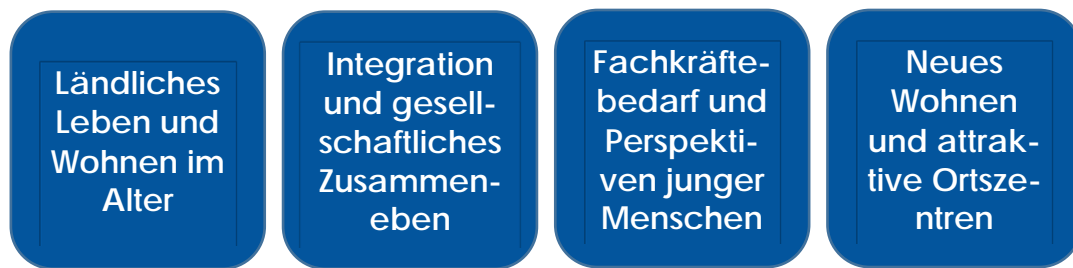 Ländliches
Leben und
Wohnen im
Alter
Integration
und gesell-
schaftliches
Zusammen-
eben
Fachkräfte-
bedarf und
Perspekti-
ven junger
Menschen
Neues
Wohnen
und attrak-
tive Ortsze-
ntren